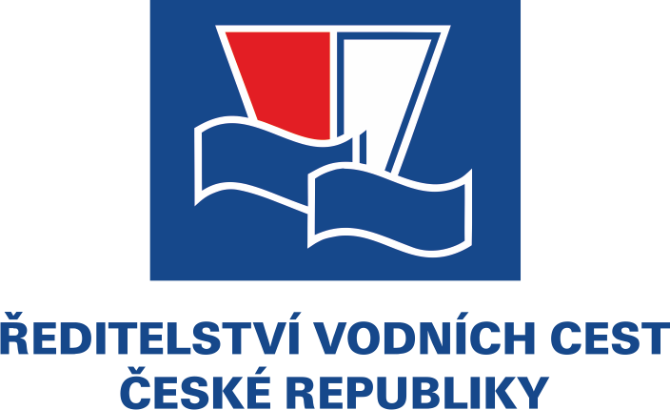 ŘEDITELSTVÍ VODNÍCH CEST
ČESKÉ REPUBLIKY